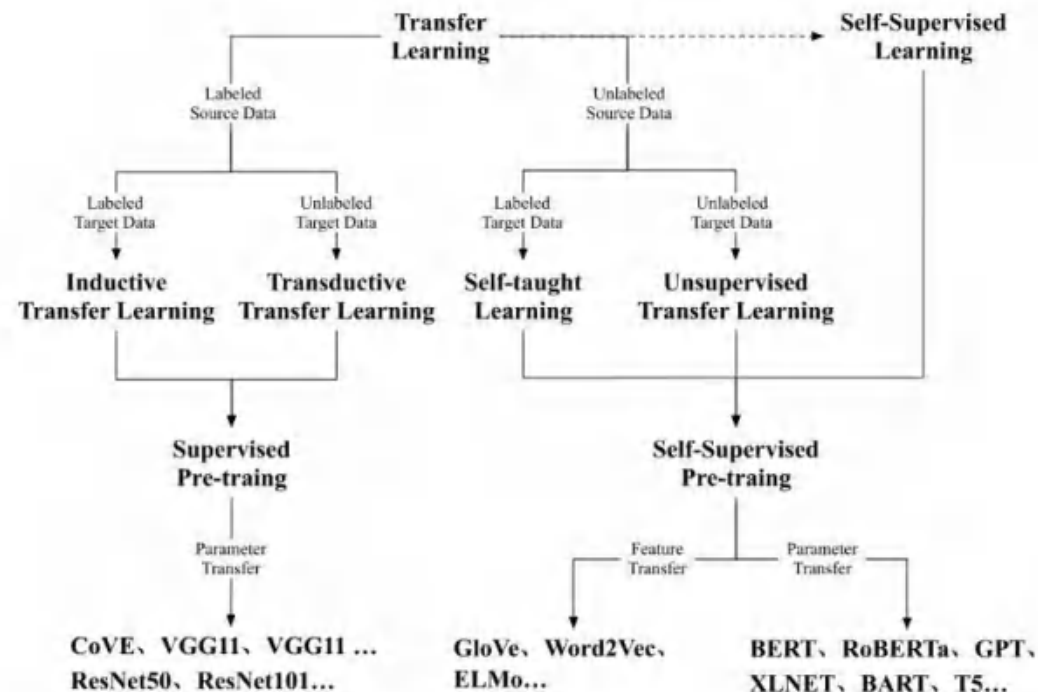 Transfer
Learning
Self-Supervised
Learning
Labeled
Source Data
Unlabeled
Source Data
Labeled
Target Data
Unlabeled
Target Data
Labeled
Target Data
Unlabeled
Target Data
Inductive
Transfer Learning
Transductive
Transfer Learning
Self-taught
Learning
Unsupervised
Transfer Learning
Supervised
Pre-traing
Self-Supervised
Pre-traing
Parameter
Transfer
Feature
Transfer
Parameter
Transfer
CoVE、VGG11、VGG11 ...
ResNet50、ResNet101...
GloVe、Word2Vec、
ELMo...
BERT、RoBERTa、GPT、
XLNET、BART、T5...